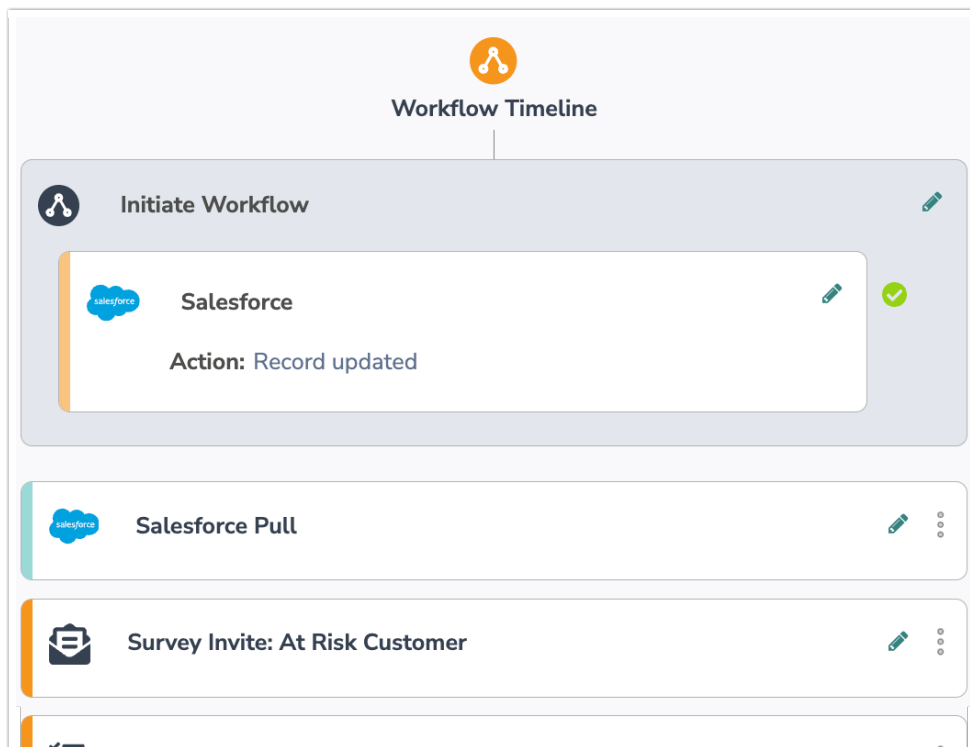 Workflow Timeline
Initiate Workflow
salesforce
Salesforce
Action: Record updated
salesforce
Salesforce Pull
Survey Invite: At Risk Customer